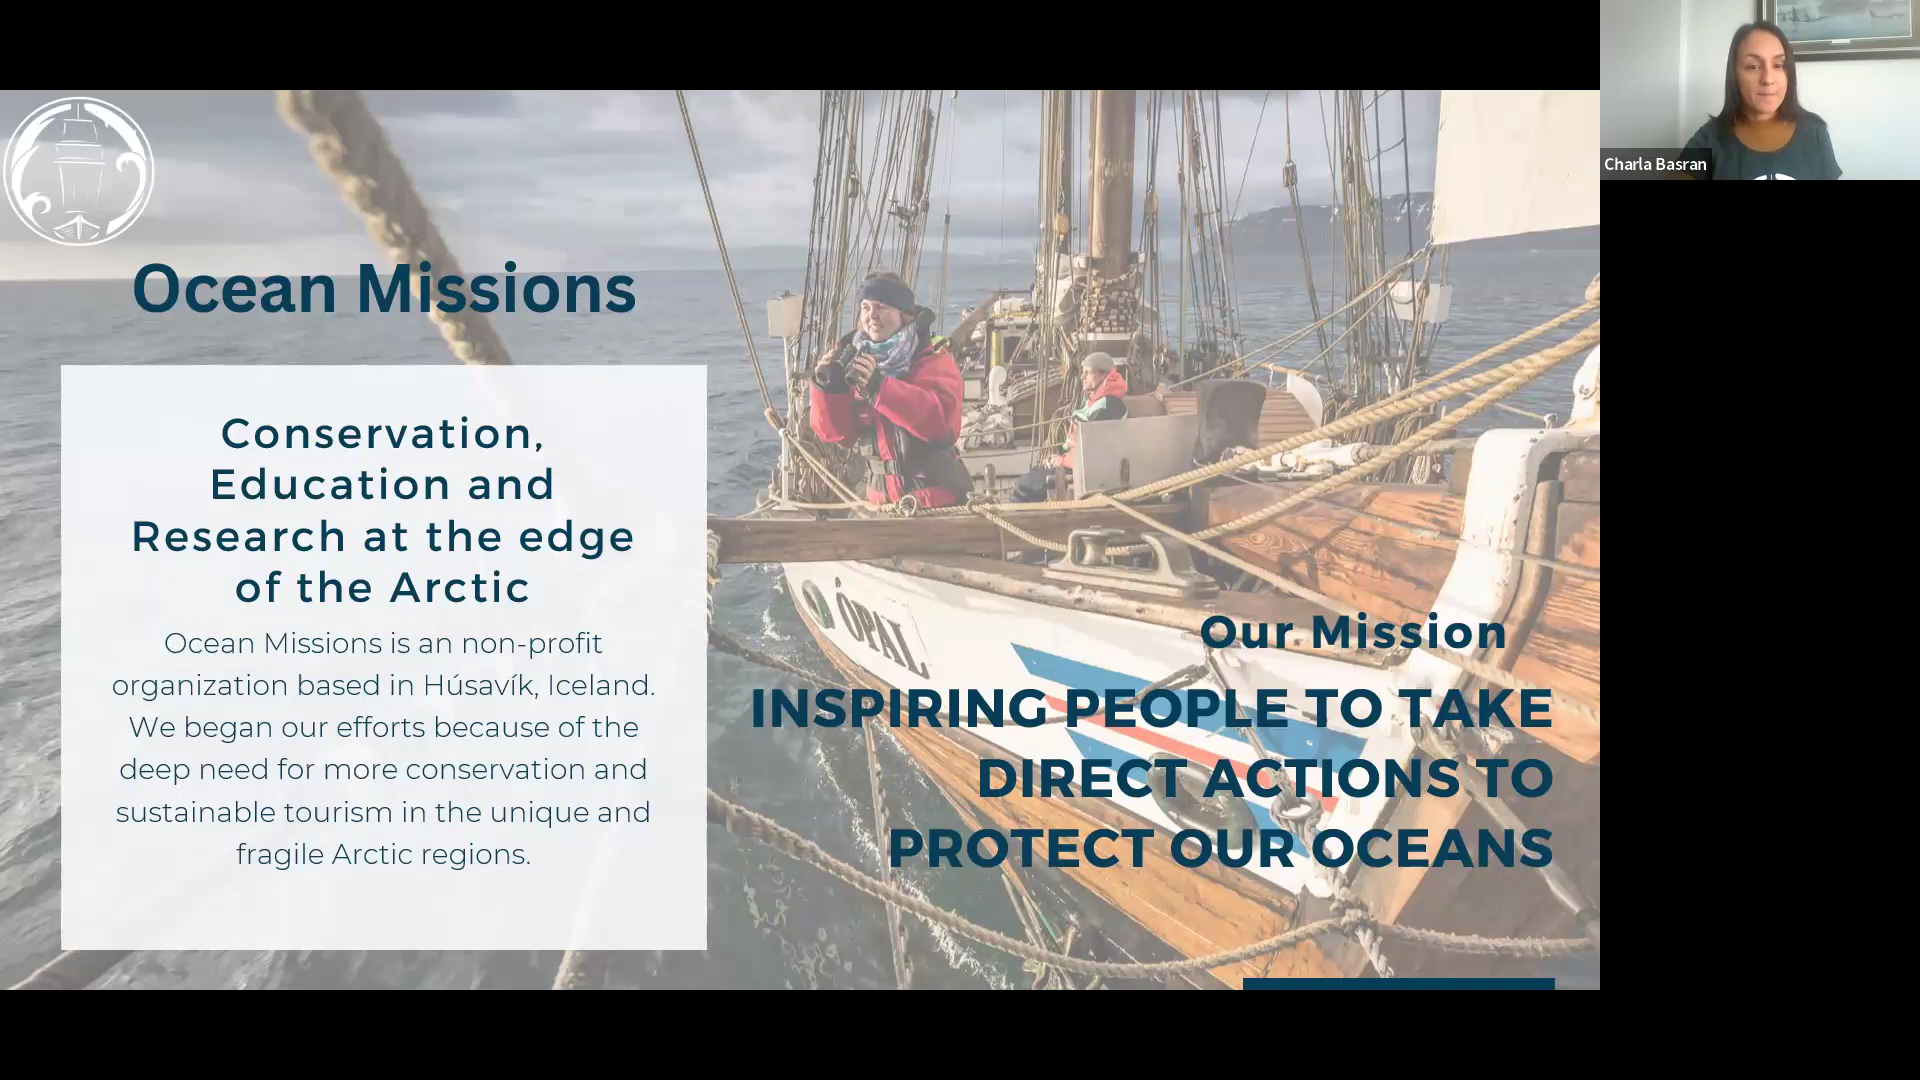 Ocean Missions
Conservation,
Education and
Research at the edge
of the Arctic
Ocean Missions is an non-profit
organization based in Húsavík, Iceland.
We began our efforts because of the
deep need for more conservation and
sustainable tourism in the unique and
fragile Arctic regions.
ÓPAL
Our Mission
INSPIRING PEOPLE TO TAKE
DIRECT ACTIONS TO
PROTECT OUR OCEANS
Charla Basran